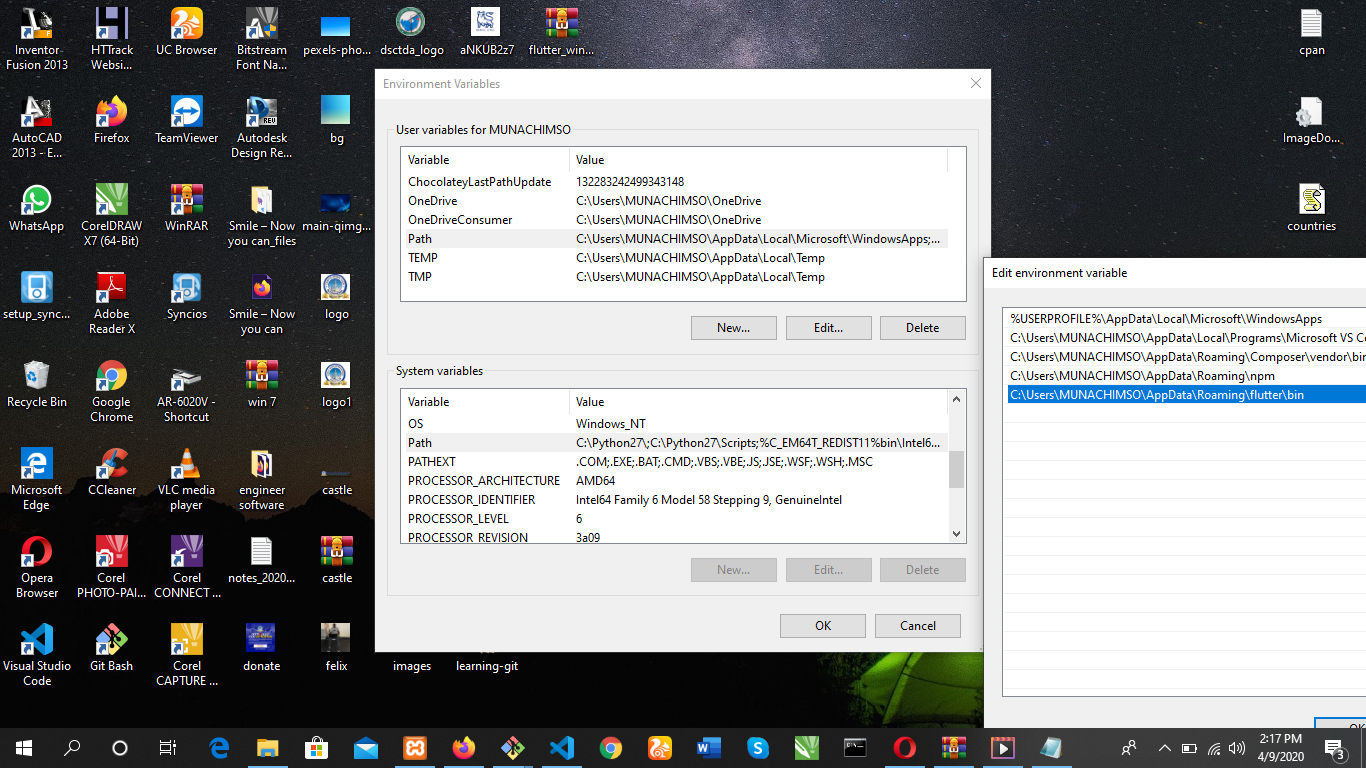 Inventor
Fusion 2013
HTTrack
Websi...
UC Browser
Bitstream
Font Na...
pexels-pho...
dsctda_logo
aNKUB2z7
flutter_win...
cpan
AutoCAD
2013 - E...
Firefox
TeamViewer
Autodesk
Design Re...
bg
ImageDo...
WhatsApp
CorelDRAW
X7 (64-Bit)
WinRAR
Smile – Now
you can_files
main-qimg...
countries
setup_sync...
Adobe
Reader X
Syncios
Smile – Now
you can
logo
Recycle Bin
Google
Chrome
AR-6020V -
Shortcut
win 7
logo1
Microsoft
Edge
CCleaner
VLC media
player
engineer
software
castle
Opera
Browser
Corel
PHOTO-PAI...
Corel
CONNECT ...
notes_2020...
castle
Visual Studio
Code
Git Bash
Corel
CAPTURE ...
donate
felix
images
learning-git
Environment Variables
User variables for MUNACHIMSO
Variable Value
ChocolateyLastPathUpdate 132283242499343148
OneDrive C:\Users\MUNACHIMSO\OneDrive
OneDriveConsumer C:\Users\MUNACHIMSO\OneDrive
Path C:\Users\MUNACHIMSO\AppData\Local\Microsoft\WindowsApps;...
TEMP C:\Users\MUNACHIMSO\AppData\Local\Temp
TMP C:\Users\MUNACHIMSO\AppData\Local\Temp
New... Edit... Delete
System variables
Variable Value
OS Windows_NT
Path C:\Python27\;C:\Python27\Scripts;%C_EM64T_REDIST11%bin\Intel6...
PATHEXT .COM;.EXE;.BAT;.CMD;.VBS;.VBE;.JS;.JSE;.WSF;.WSH;.MSC
PROCESSOR_ARCHITECTURE AMD64
PROCESSOR_IDENTIFIER Intel64 Family 6 Model 58 Stepping 9, GenuineIntel
PROCESSOR_LEVEL 6
PROCESSOR_REVISION 3a09
New... Edit... Delete
OK Cancel
Edit environment variable
%USERPROFILE%\AppData\Local\Microsoft\WindowsApps
C:\Users\MUNACHIMSO\AppData\Local\Programs\Microsoft VS Co
C:\Users\MUNACHIMSO\AppData\Roaming\Composer\vendor\bin
C:\Users\MUNACHIMSO\AppData\Roaming\npm
C:\Users\MUNACHIMSO\AppData\Roaming\flutter\bin
OK
2:17 PM
4/9/2020
3